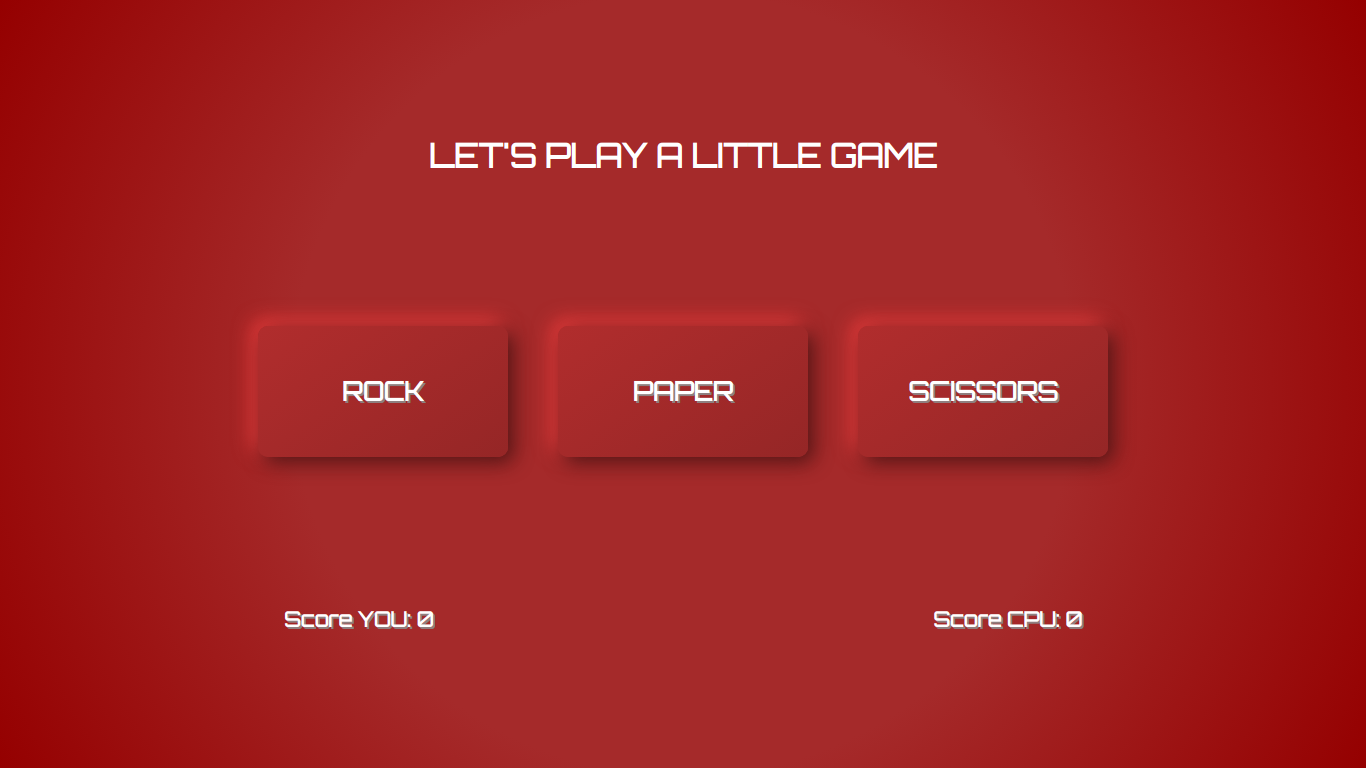 LET'S PLAY A LITTLE GAME
ROCK
PAPER
SCISSORS
Score YOU: 0
Score CPU: 0